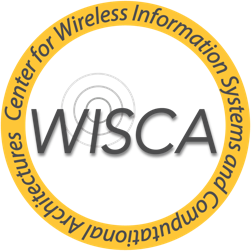 Center for Wireless Information Systems and Computational Architectures
WISCA